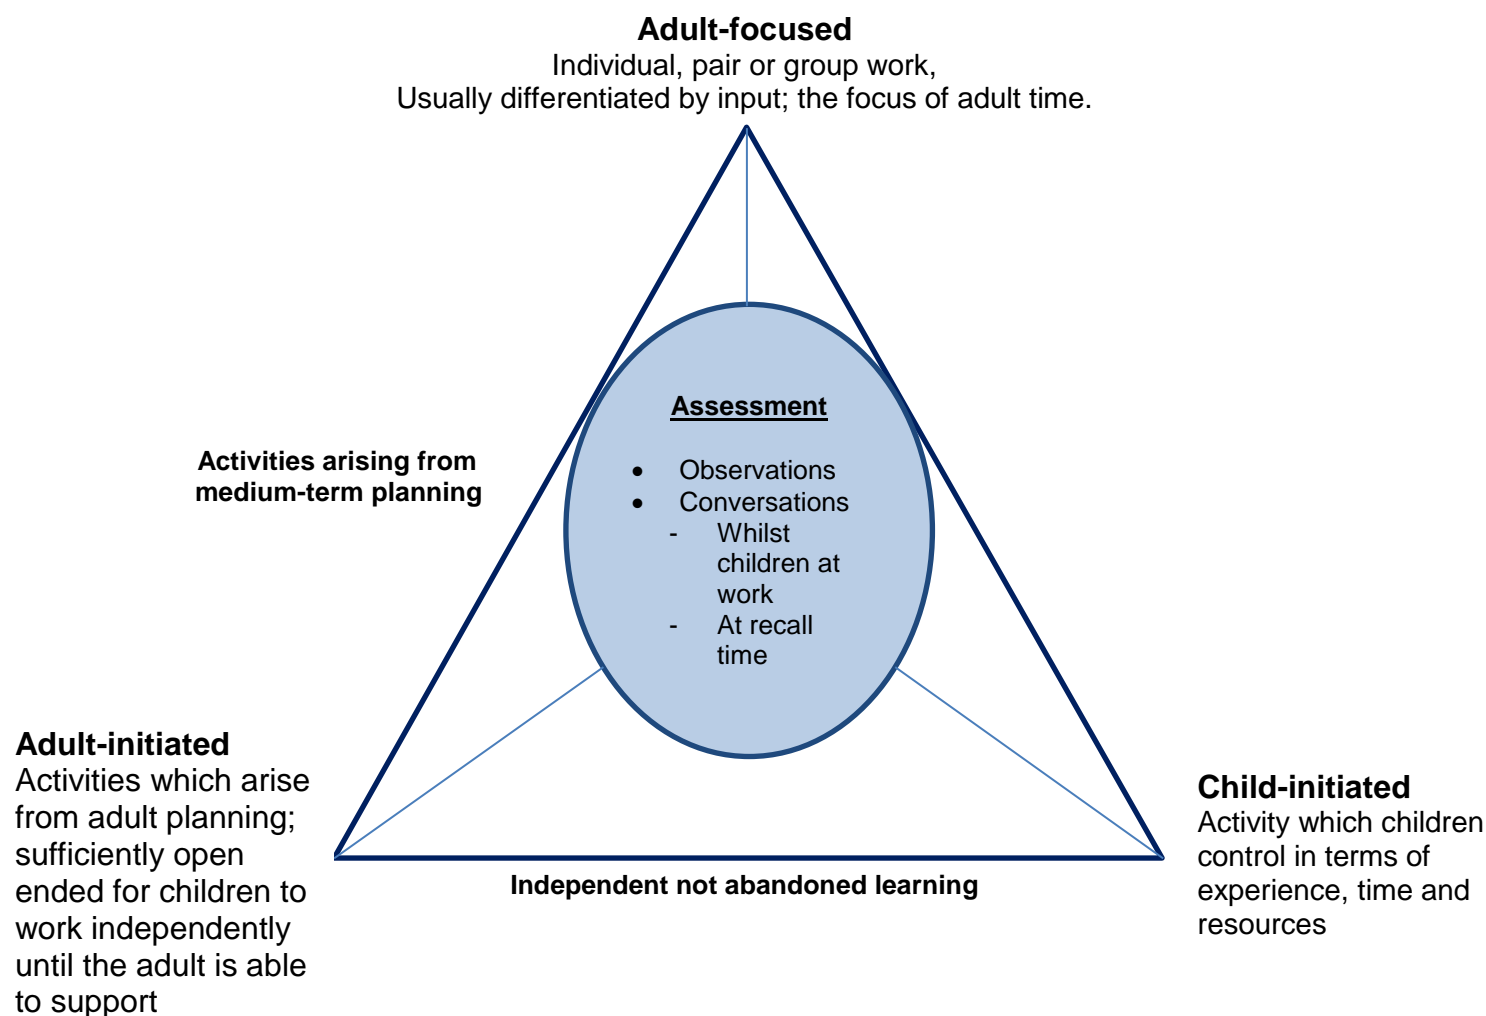 Adult-focused
Individual, pair or group work,
Usually differentiated by input; the focus of adult time.
Assessment
• Observations
• Conversations
- Whilst
children at
work
- At recall
time
Activities arising from
medium-term planning
Adult-initiated
Activities which arise
from adult planning;
sufficiently open
ended for children to
work independently
until the adult is able
to support
Independent not abandoned learning
Child-initiated
Activity which children
control in terms of
experience, time and
resources